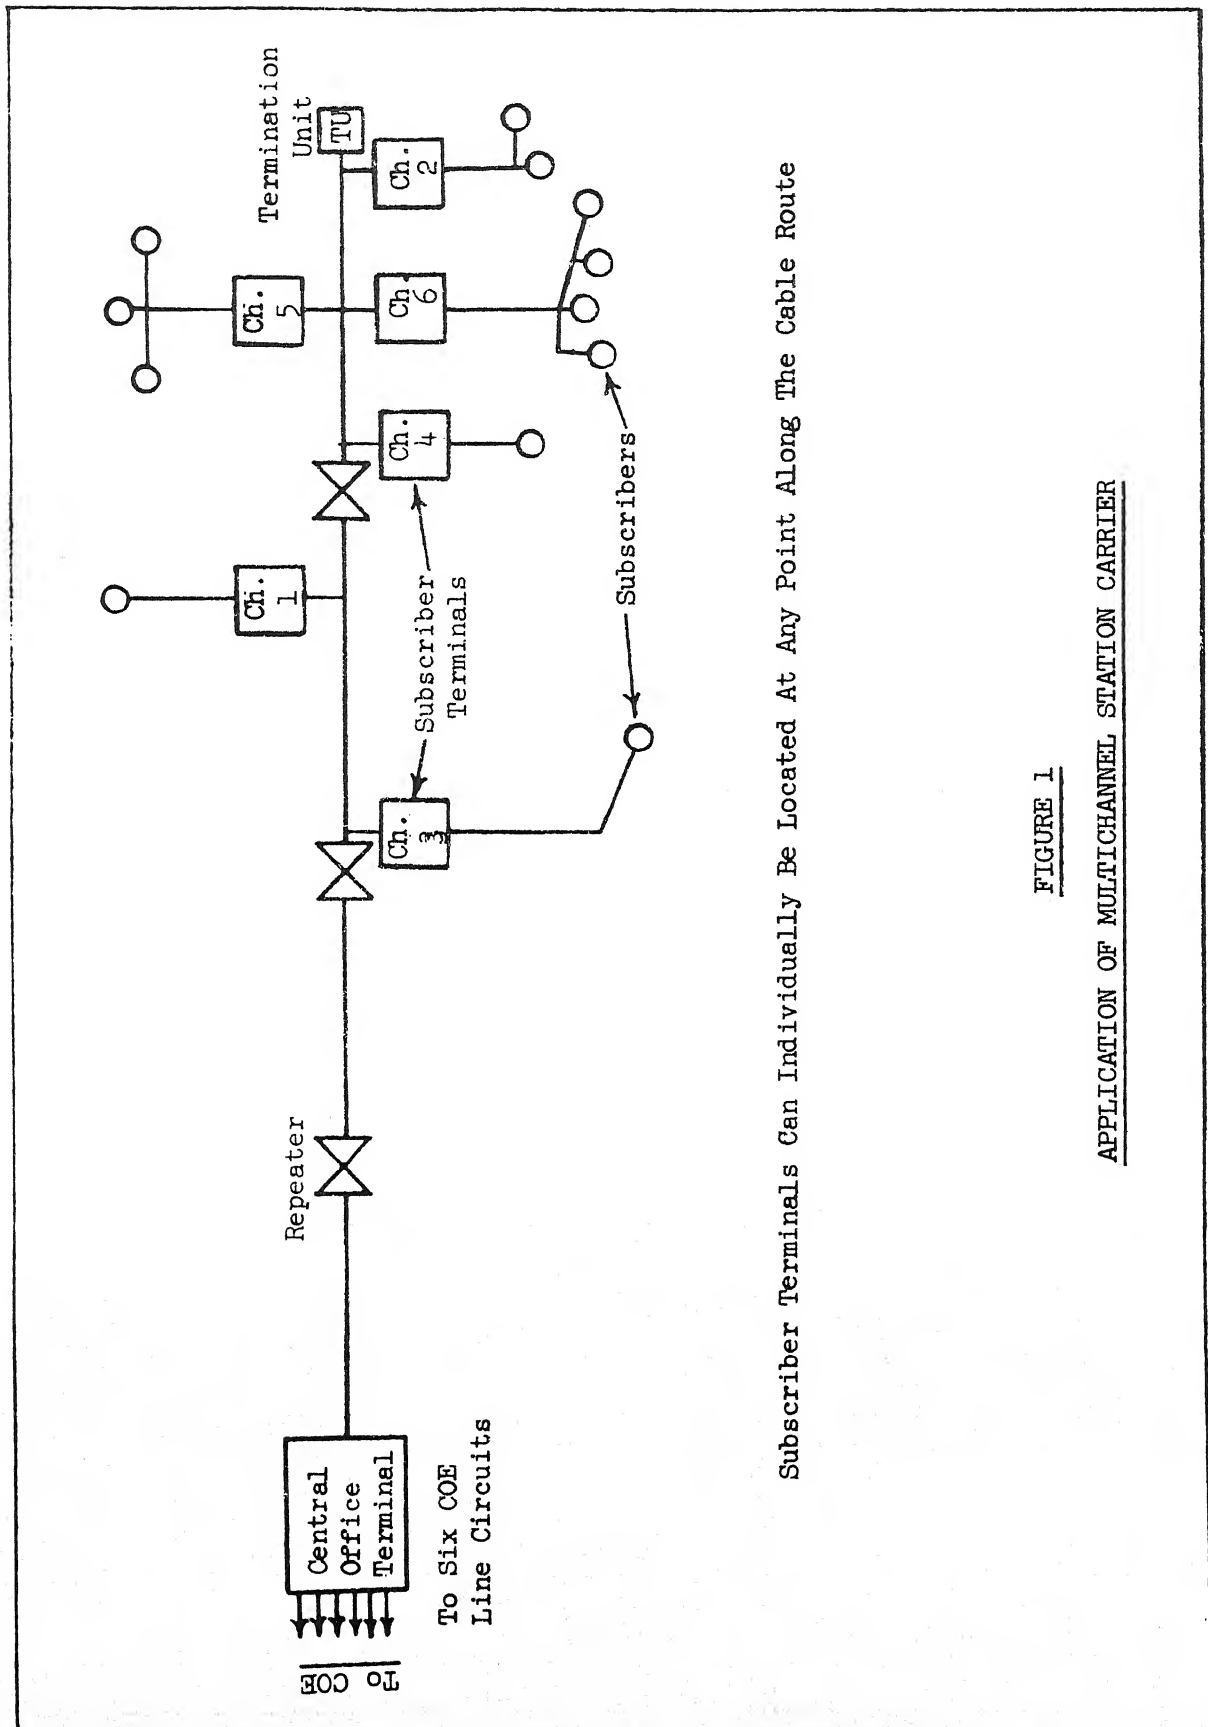 Termination
Unit
TU
Ch.
5
Ch.
2
Ch.
6
Ch.
1
Ch.
4
Ch.
3
Subscriber
Terminals
Subscribers
Repeater
Central
Office
Terminal
To COE
To Six COE
Line Circuits
Subscriber Terminals Can Individually Be Located At Any Point Along The Cable Route
FIGURE 1
APPLICATION OF MULTICHANNEL STATION CARRIER